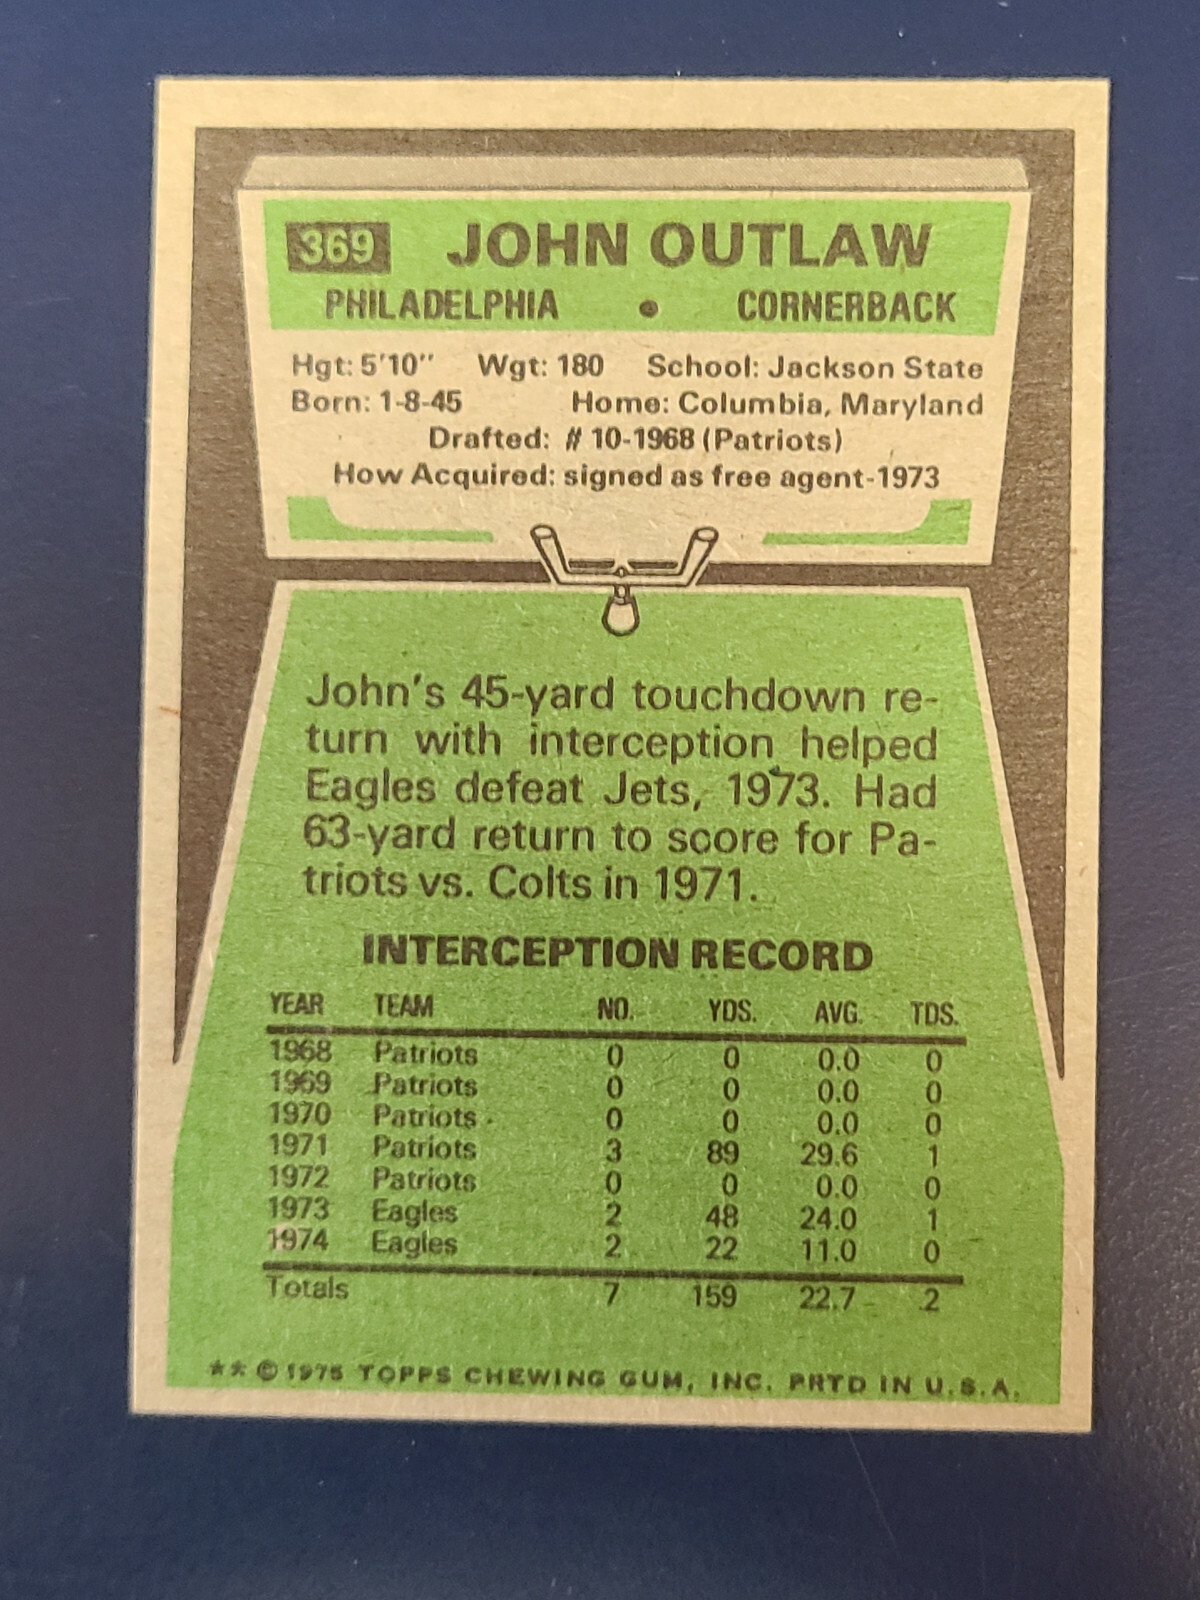 369 JOHN OUTLAW
PHILADELPHIA • CORNERBACK
Hgt: 5'10" Wgt: 180 School: Jackson State
Born: 1-8-45 Home: Columbia, Maryland
Drafted: # 10-1968 (Patriots)
How Acquired: signed as free agent-1973
John's 45-yard touchdown re-
turn with interception helped
Eagles defeat Jets, 1973. Had
63-yard return to score for Pa-
triots vs. Colts in 1971.
INTERCEPTION RECORD
YEAR TEAM NO. YDS. AVG. TDS.
1968 Patriots 0 0 0.0 0
1969 Patriots 0 0 0.0 0
1970 Patriots 0 0 0.0 0
1971 Patriots 3 89 29.6 1
1972 Patriots 0 0 0.0 0
1973 Eagles 2 48 24.0 1
1974 Eagles 2 22 11.0 0
Totals 7 159 22.7 2
** © 1975 TOPPS CHEWING GUM, INC. PRTD IN U.S.A.